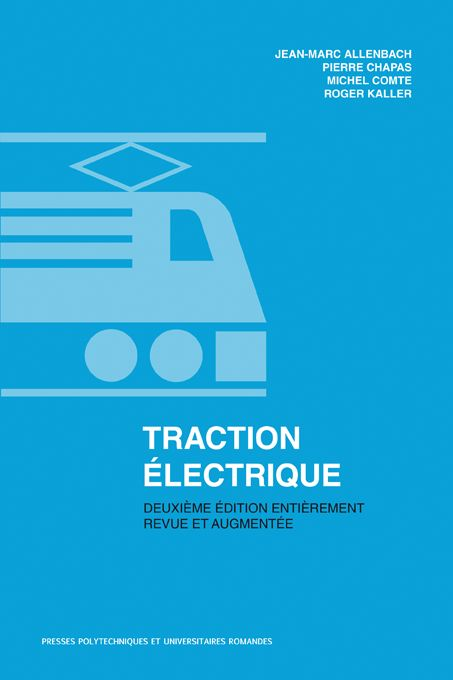 JEAN-MARC ALLENBACH
PIERRE CHAPAS
MICHEL COMTE
ROGER KALLER
TRACTION
ÉLECTRIQUE
DEUXIÈME ÉDITION ENTIÈREMENT
REVUE ET AUGMENTÉE
PRESSES POLYTECHNIQUES ET UNIVERSITAIRES ROMANDES